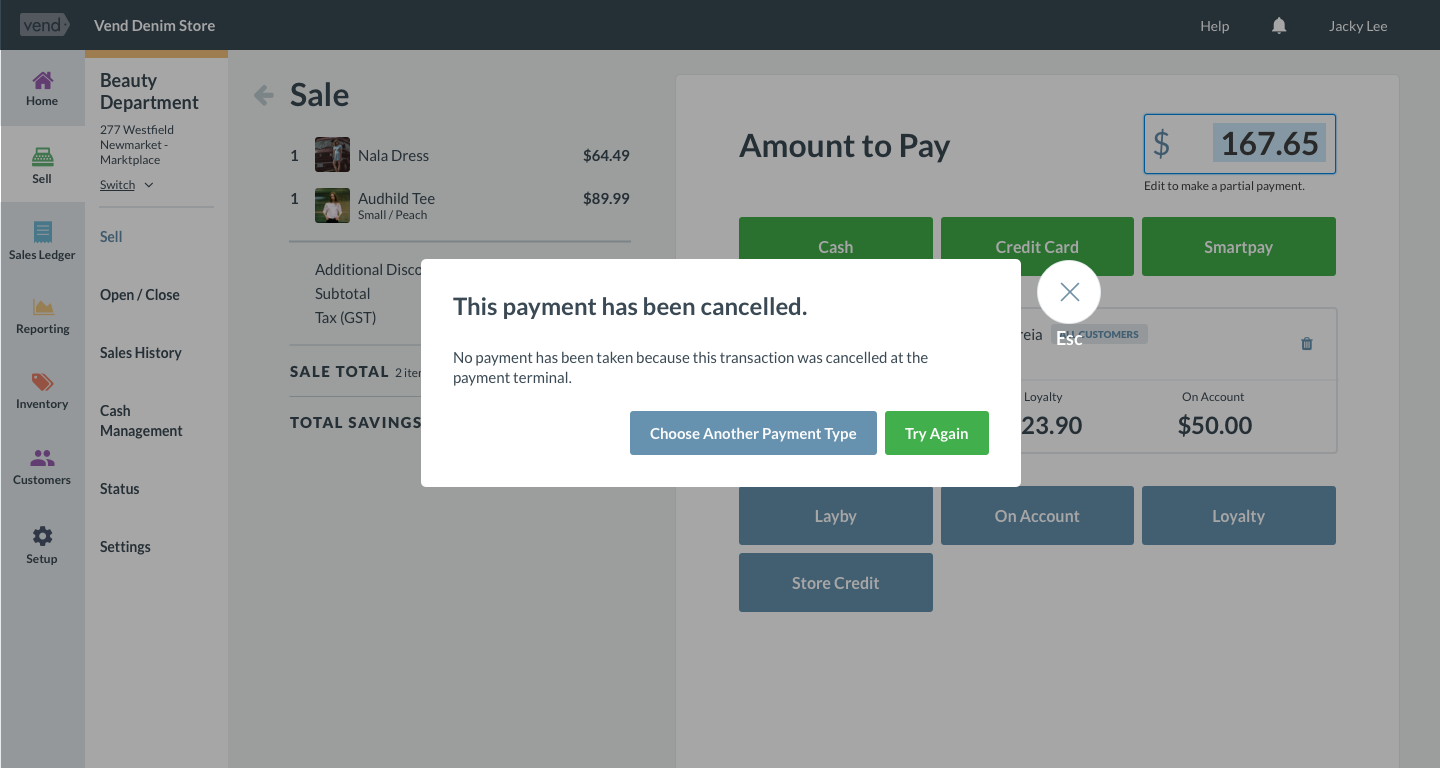 vend
Vend Denim Store
Help
Jacky Lee
Home
Sell
Sales Ledger
Reporting
Inventory
Customers
Setup
Beauty
Department
277 Westfield
Newmarket -
Marktplace
Switch
Sell
Open / Close
Sales History
Cash
Management
Status
Settings
Sale
1 Nala Dress $64.49
1 Audhild Tee $89.99
Small / Peach
Additional Disco
Subtotal
Tax (GST)
SALE TOTAL 2 iter
TOTAL SAVINGS
Amount to Pay
$ 167.65
Edit to make a partial payment.
Cash
Credit Card
Smartpay
This payment has been cancelled.
No payment has been taken because this transaction was cancelled at the
payment terminal.
Choose Another Payment Type
Try Again
Esc
reia
CUSTOMERS
Loyalty
23.90
On Account
$50.00
Layby
On Account
Loyalty
Store Credit